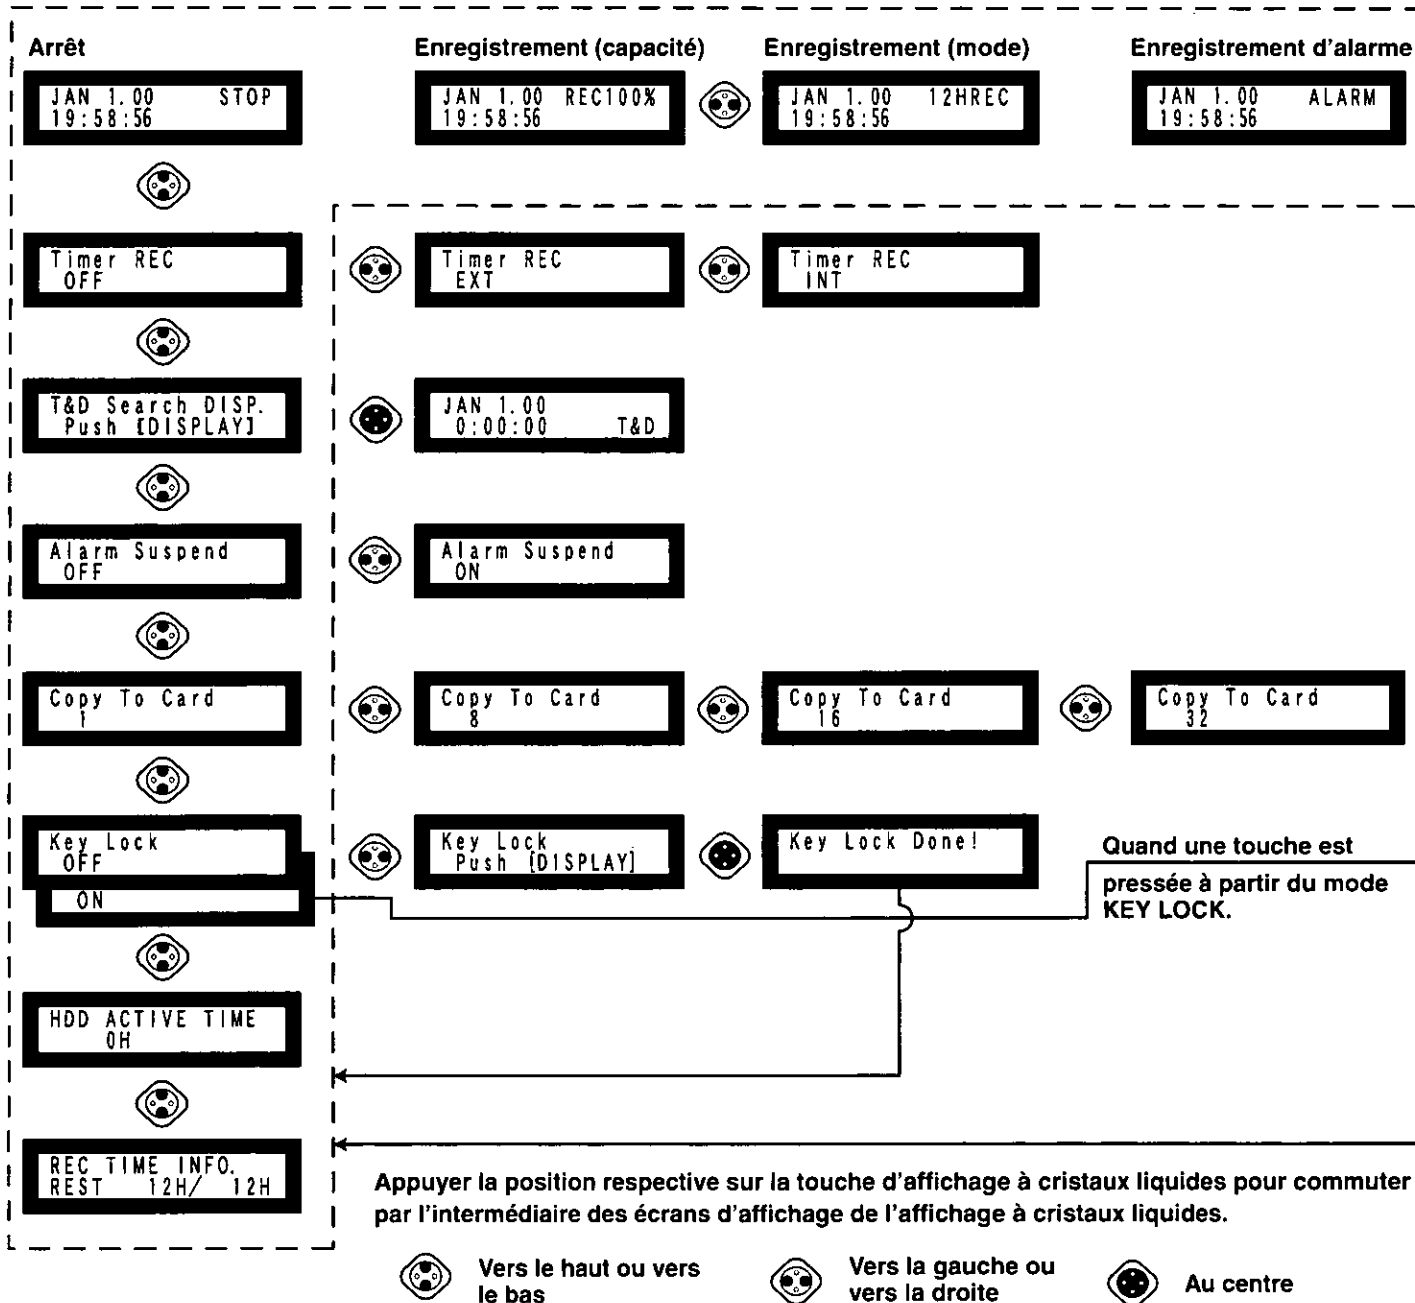 Arrêt
Enregistrement (capacité)
Enregistrement (mode)
Enregistrement d'alarme
JAN 1.00 STOP
19:58:56
JAN 1.00 REC100%
19:58:56
JAN 1.00 12HREC
19:58:56
JAN 1.00 ALARM
19:58:56
Timer REC
OFF
Timer REC
EXT
Timer REC
INT
T&D Search DISP.
Push [DISPLAY]
JAN 1.00
0:00:00 T&D
Alarm Suspend
OFF
Alarm Suspend
ON
Copy To Card
1
Copy To Card
8
Copy To Card
16
Copy To Card
32
Key Lock
OFF
ON
Key Lock
Push [DISPLAY]
Key Lock Done!
Quand une touche est
pressée à partir du mode
KEY LOCK.
HDD ACTIVE TIME
0H
REC TIME INFO.
REST 12H/ 12H
Appuyer la position respective sur la touche d'affichage à cristaux liquides pour commuter
par l'intermédiaire des écrans d'affichage de l'affichage à cristaux liquides.
Vers le haut ou vers
le bas
Vers la gauche ou
vers la droite
Au centre